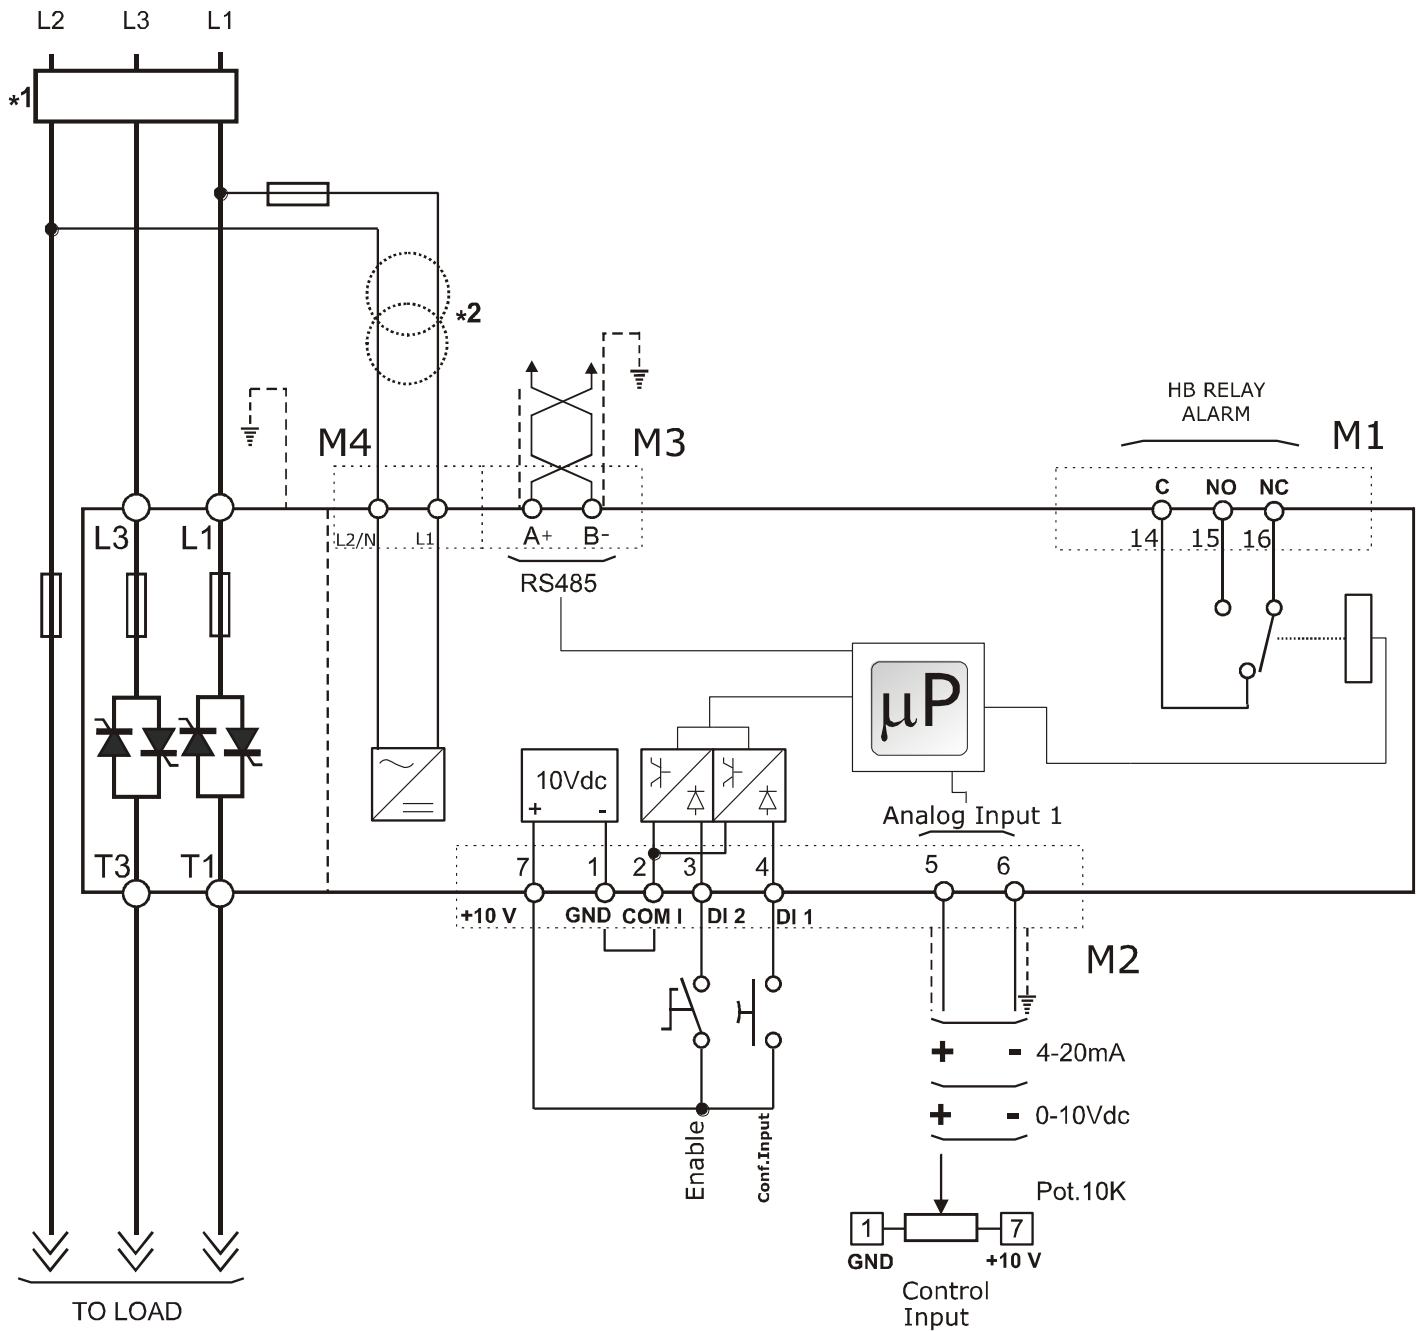 L2 L3 L1
*1
*2
HB RELAY
ALARM
M4 M3 M1
C NO NC
L3 L1 L2/N L1 A+ B- 14 15 16
RS485
µP
10Vdc
+ -
Analog Input 1
T3 T1 7 1 2 3 4 5 6
+10 V GND COM I DI 2 DI 1
M2
+ - 4-20mA
+ - 0-10Vdc
Enable
Conf.Input
Pot.10K
1 7
GND +10 V
Control
Input
TO LOAD